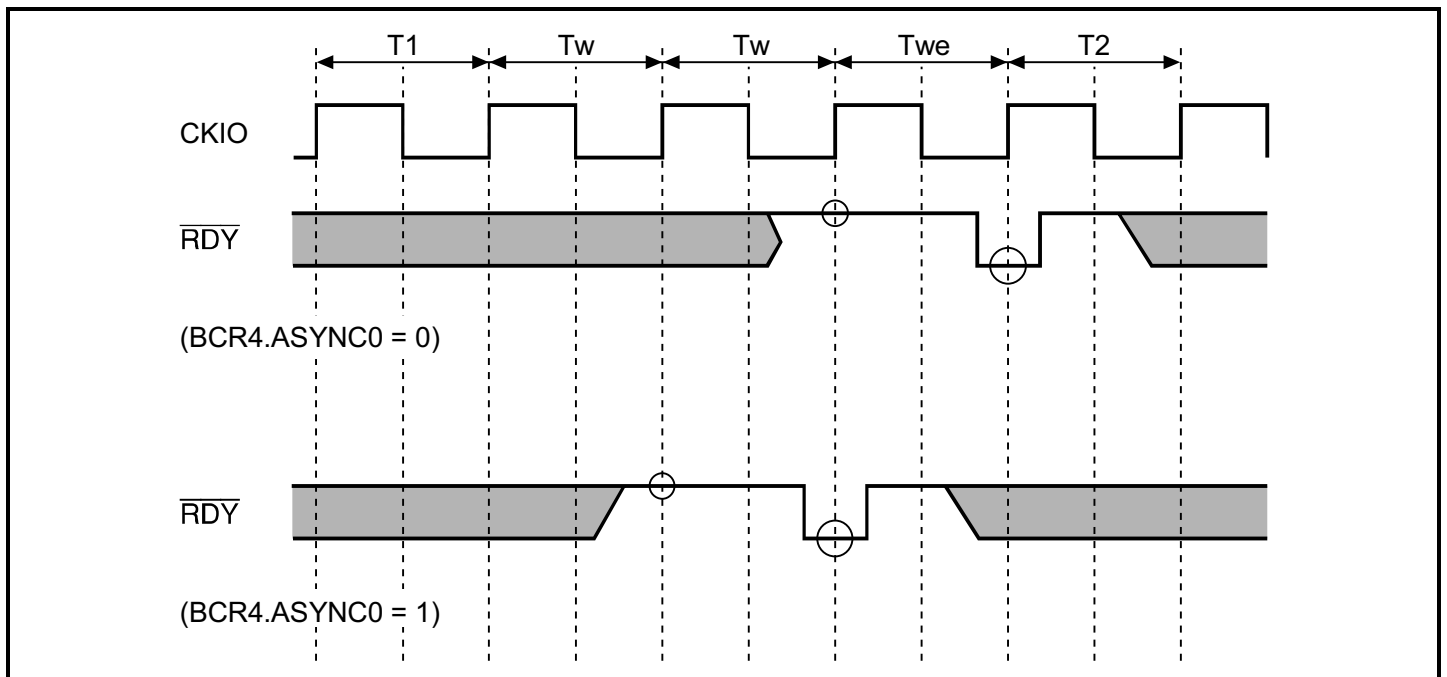 T1 Tw Tw Twe T2
CKIO
RDY
(BCR4.ASYNC0 = 0)
RDY
(BCR4.ASYNC0 = 1)